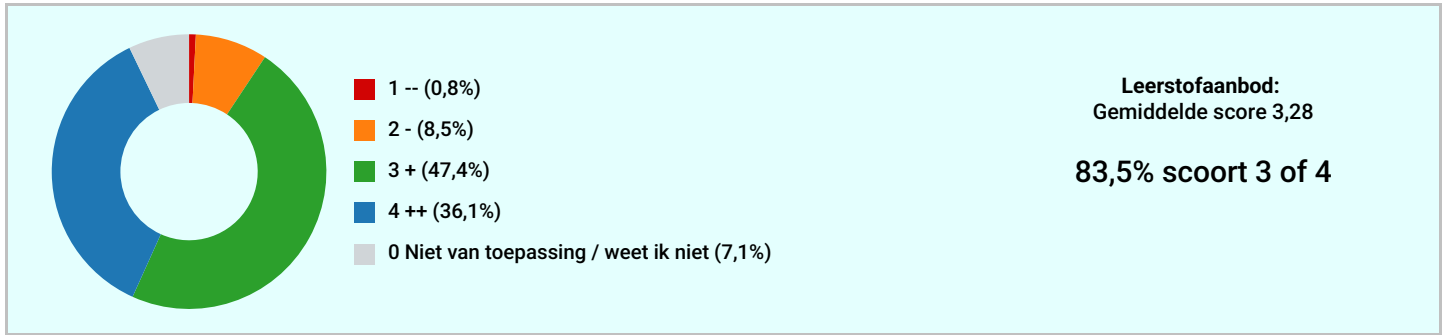 1 -- (0,8%)
2 - (8,5%)
3 + (47,4%)
4 ++ (36,1%)
0 Niet van toepassing / weet ik niet (7,1%)
Leerstofaanbod:
Gemiddelde score 3,28
83,5% scoort 3 of 4